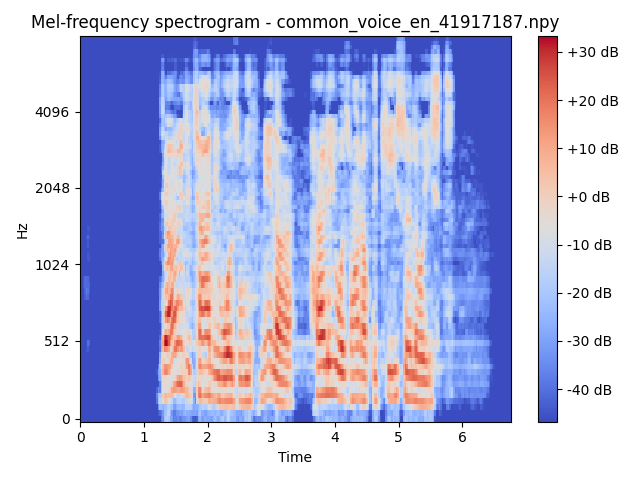 Mel-frequency spectrogram - common_voice_en_41917187.npy
Hz
4096
2048
1024
512
0
0 1 2 3 4 5 6
Time
+30 dB
+20 dB
+10 dB
+0 dB
-10 dB
-20 dB
-30 dB
-40 dB